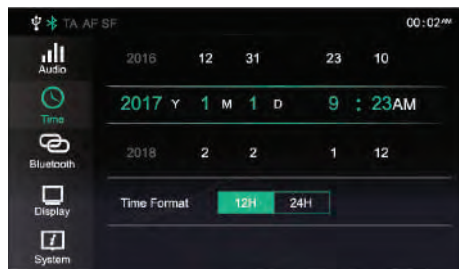 TA AF SF 00:02AM
Audio
2016 12 31 23 10
Time
2017 Y 1 M 1 D 9 : 23AM
Bluetooth
2018 2 2 1 12
Display
Time Format 12H 24H
System